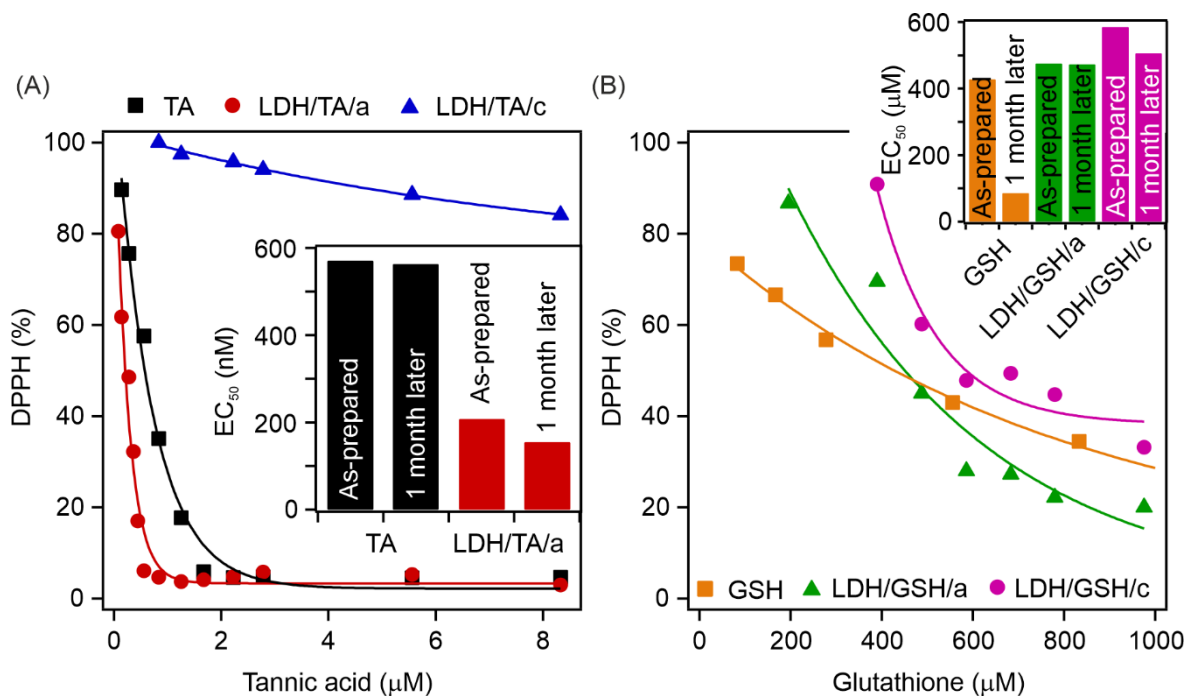 (A)
TA LDH/TA/a LDH/TA/c
DPPH (%)
100
80
60
40
20
0
0 2 4 6 8
Tannic acid (μM)
EC₅₀ (nM)
600
400
200
0
As-prepared
1 month later
As-prepared
1 month later
TA LDH/TA/a
(B)
DPPH (%)
100
80
60
40
20
0
GSH LDH/GSH/a LDH/GSH/c
0 200 400 600 800 1000
Glutathione (μM)
EC₅₀ (μM)
600
400
200
0
As-prepared
1 month later
As-prepared
1 month later
As-prepared
1 month later
GSH
LDH/GSH/a
LDH/GSH/c